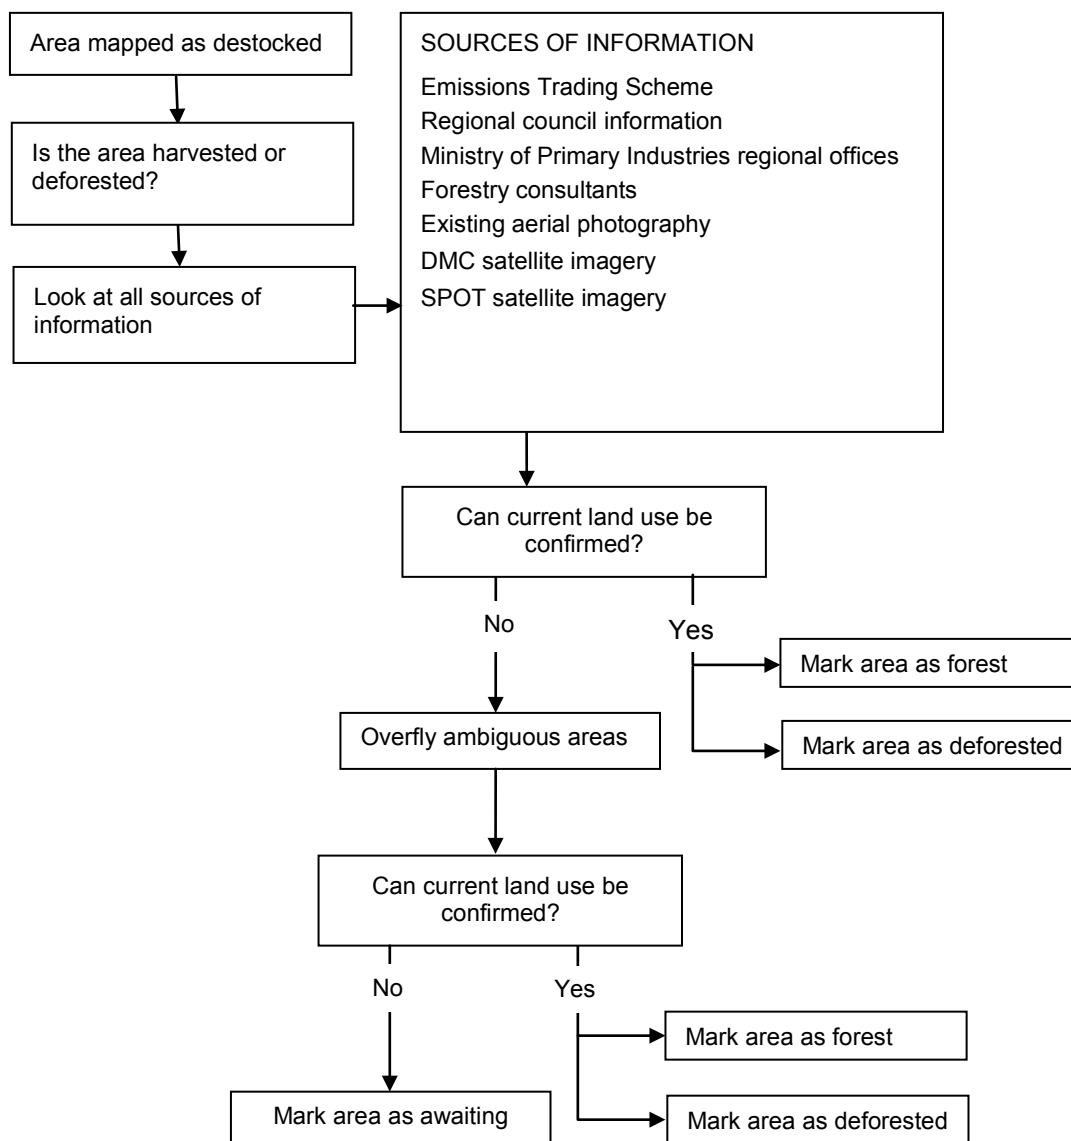 Area mapped as destocked
Is the area harvested or
deforested?
Look at all sources of
information
SOURCES OF INFORMATION
Emissions Trading Scheme
Regional council information
Ministry of Primary Industries regional offices
Forestry consultants
Existing aerial photography
DMC satellite imagery
SPOT satellite imagery
Can current land use be
confirmed?
No
Yes
Mark area as forest
Mark area as deforested
Overfly ambiguous areas
Can current land use be
confirmed?
No
Yes
Mark area as forest
Mark area as deforested
Mark area as awaiting